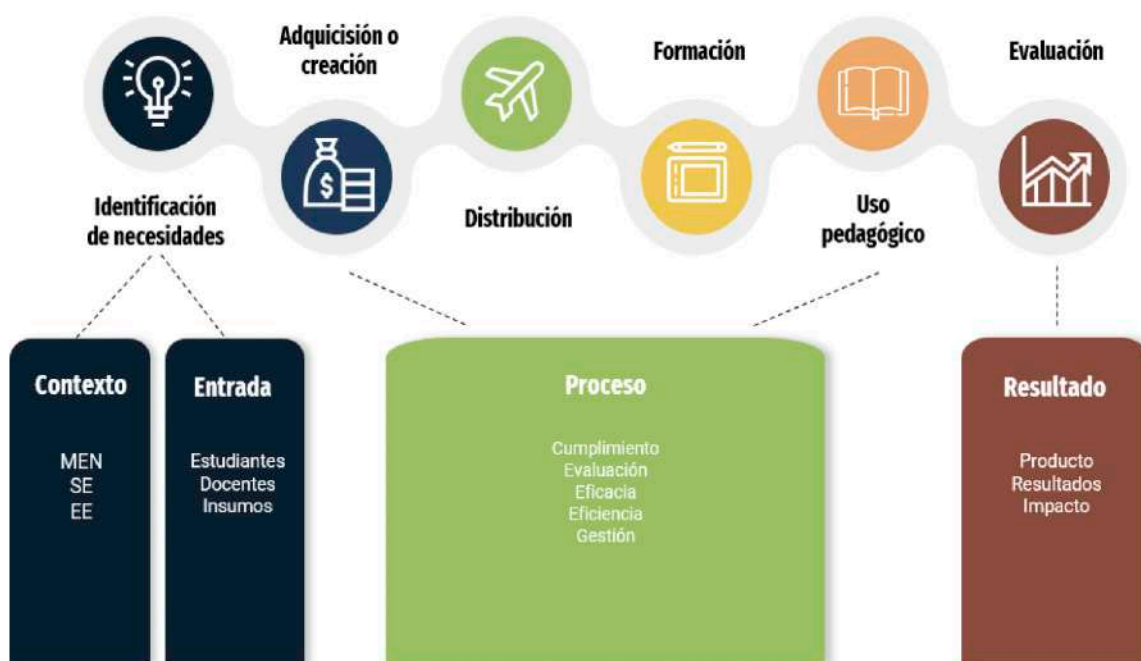 Adquicisión o
creación
Formación
Evaluación
$
Identificación
de necesidades
Distribución
Uso
pedagógico
Contexto
MEN
SE
EE
Entrada
Estudiantes
Docentes
Insumos
Proceso
Cumplimiento
Evaluación
Eficacia
Eficiencia
Gestión
Resultado
Producto
Resultados
Impacto